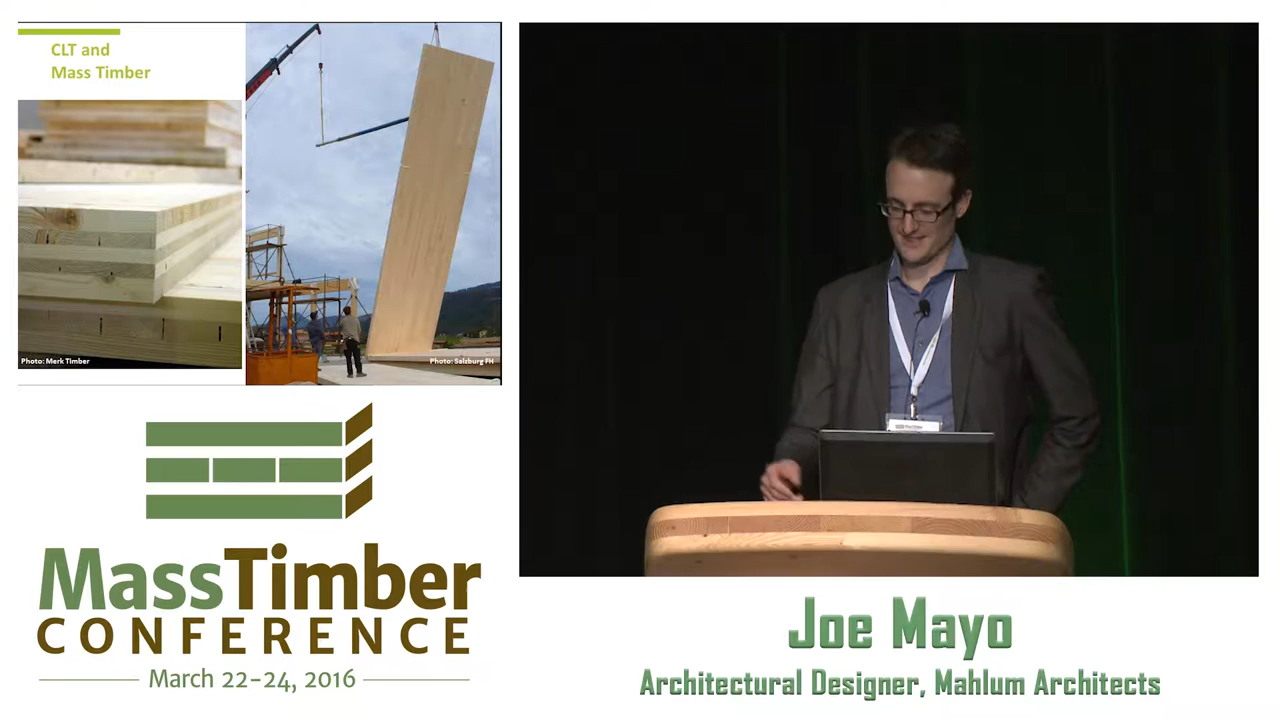 CLT and
Mass Timber
Photo: Merk Timber
Photo: Salzburg FH
MassTimber
CONFERENCE
March 22-24, 2016
Joe Mayo
Architectural Designer, Mahlum Architects